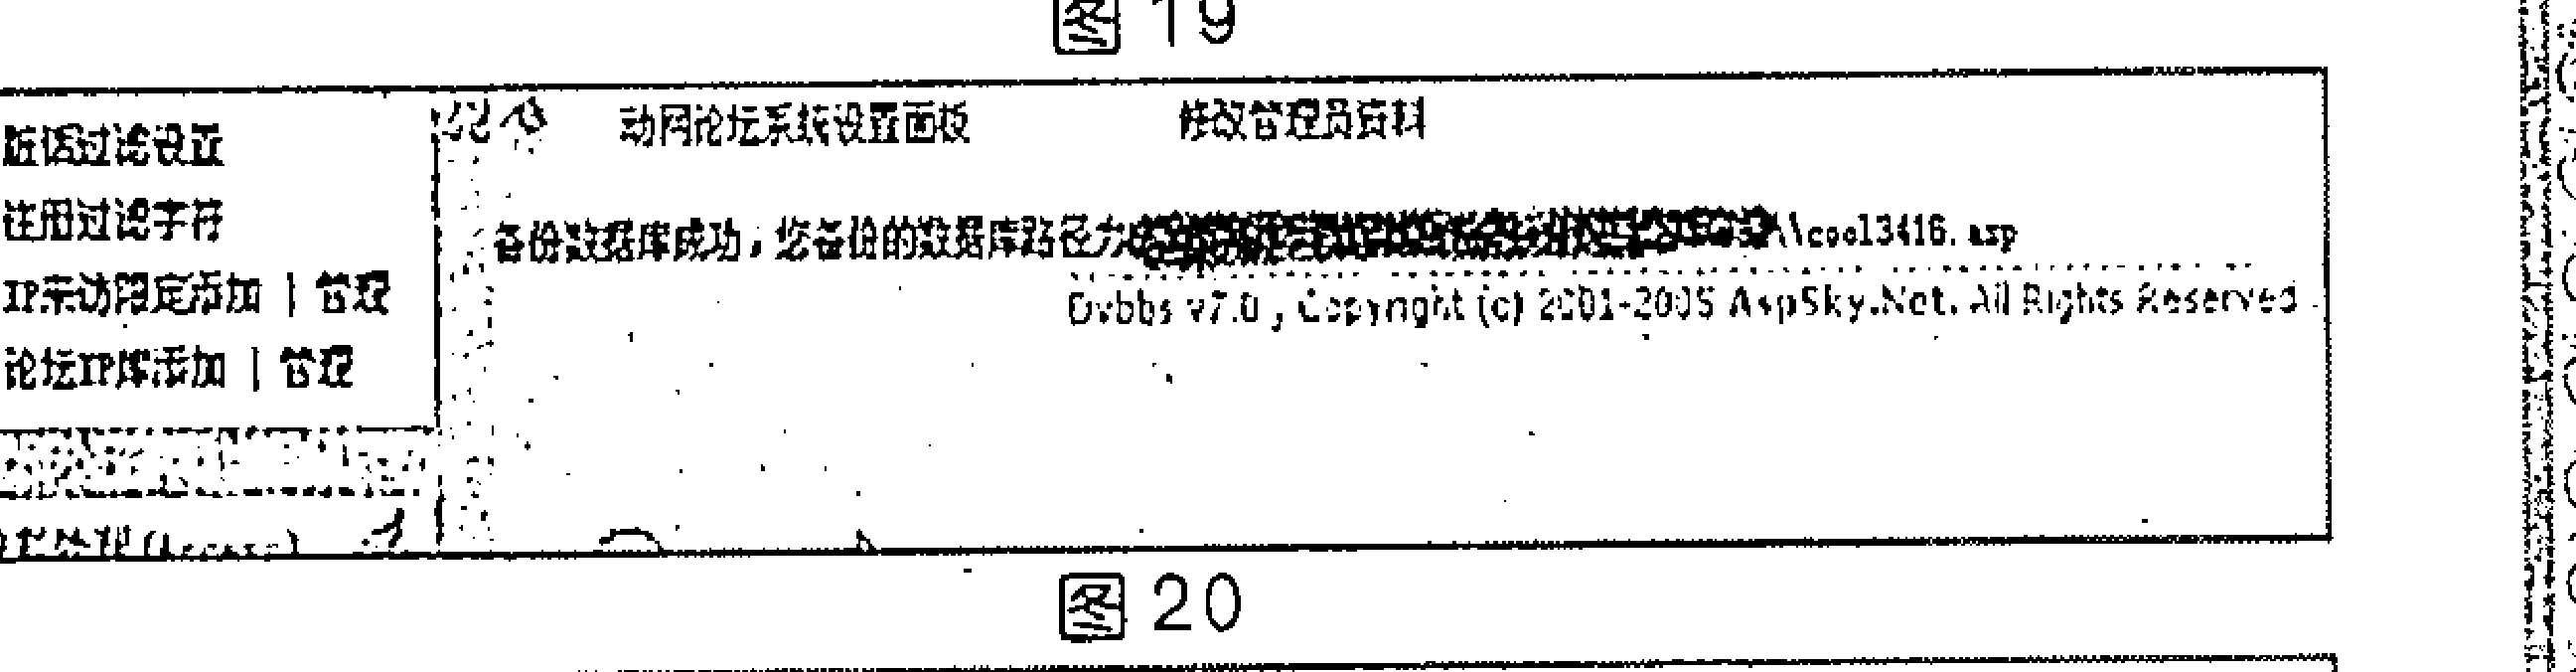 图 19
脏话过滤设置
动网论坛系统设置面板 修改管理员资料
注册过滤字符
备份数据库成功，您备份的数据库路径为 \\cool3416.asp
IP来访限定添加 | 管理
Dvbbs v7.0 , Copyright (c) 2001-2005 AspSky.Net. All Rights Reserved
论坛IP库添加 | 管理
(Access)
图 20